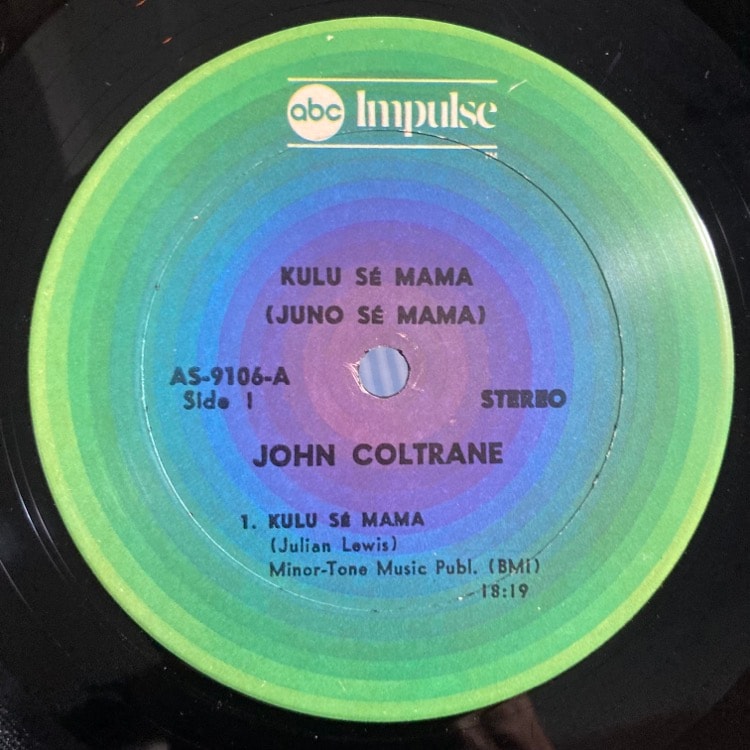 abc Impulse
TM
KULU SÉ MAMA
(JUNO SÉ MAMA)
AS-9106-A
Side 1
STEREO
JOHN COLTRANE
1. KULU SÉ MAMA
(Julian Lewis)
Minor-Tone Music Publ. (BMI)
18:19